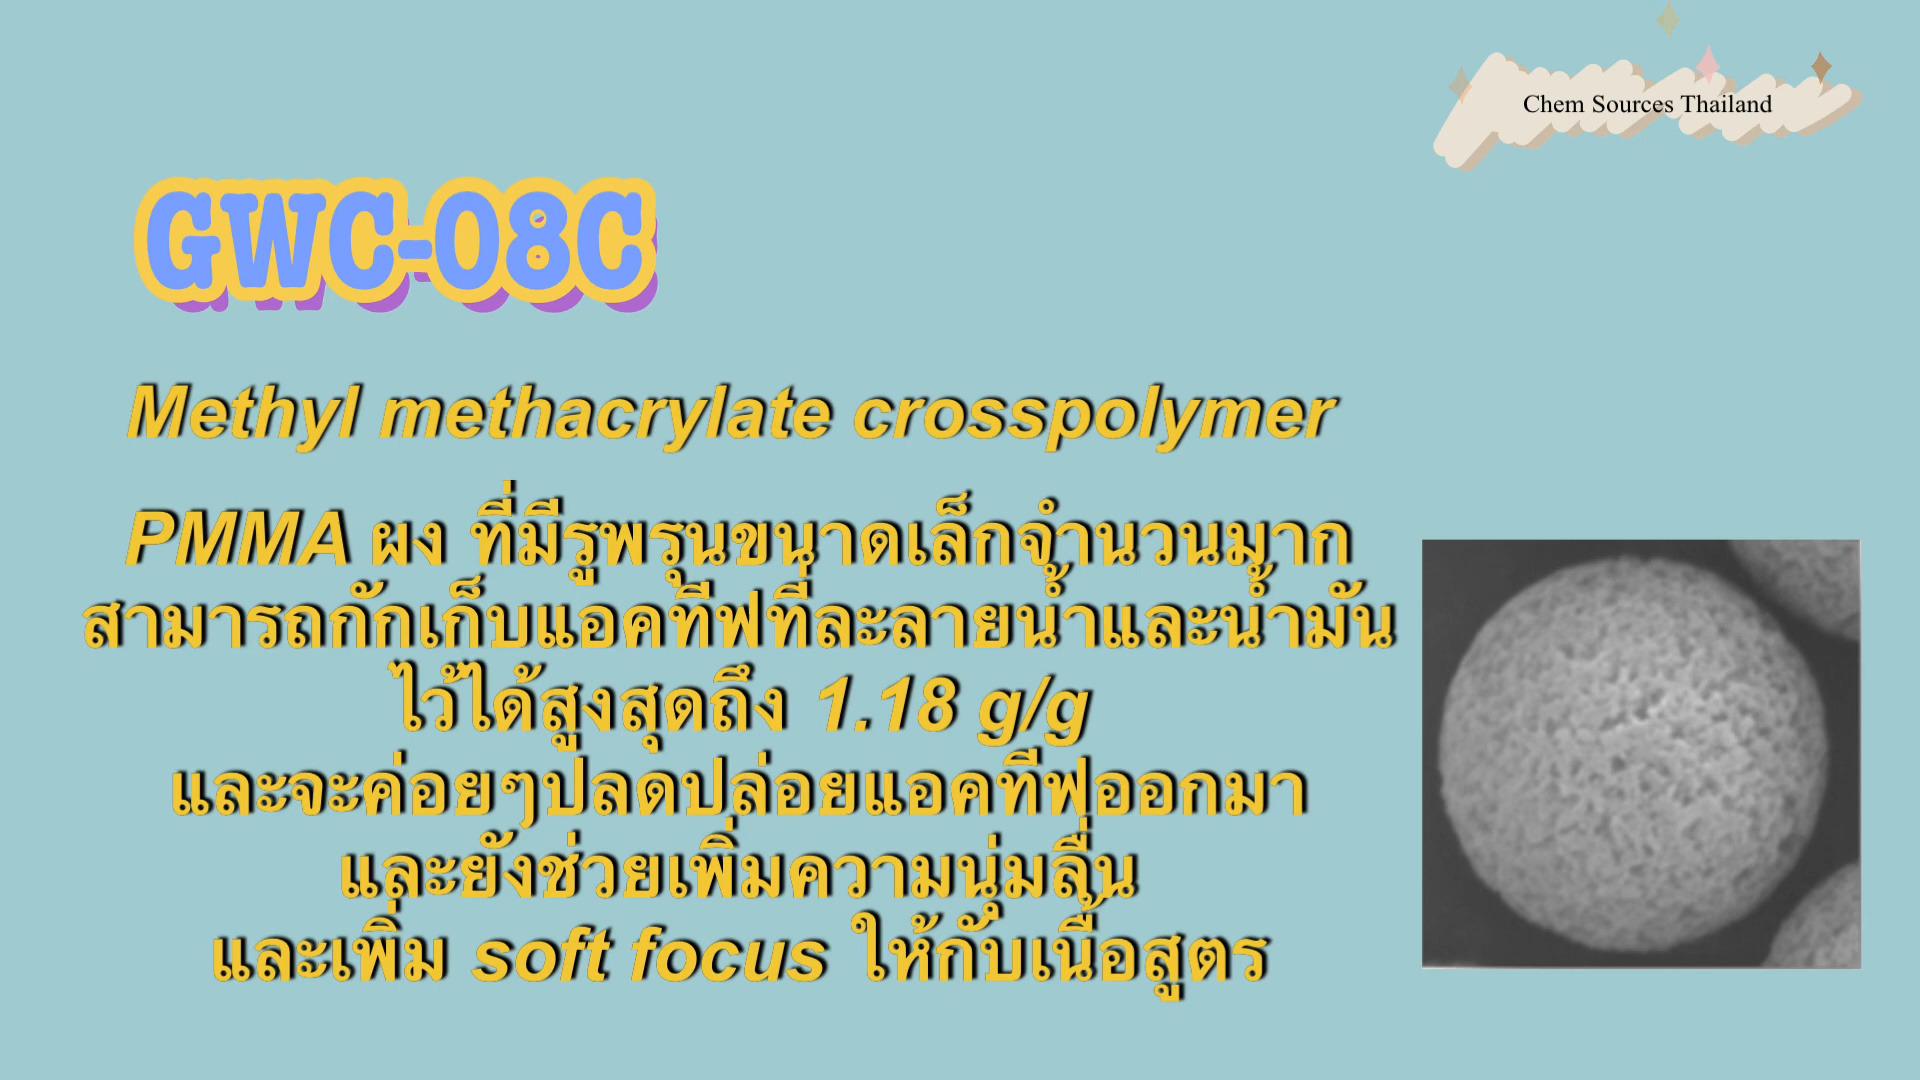 Chem Sources Thailand
GWC-08C
Methyl methacrylate crosspolymer
PMMA ผง ที่มีรูพรุนขนาดเล็กจำนวนมาก
สามารถกักเก็บแอคทีฟที่ละลายน้ำและน้ำมัน
ไว้ได้สูงสุดถึง 1.18 g/g
และจะค่อยๆปลดปล่อยแอคทีฟออกมา
และยังช่วยเพิ่มความนุ่มลื่น
และเพิ่ม soft focus ให้กับเนื้อสูตร